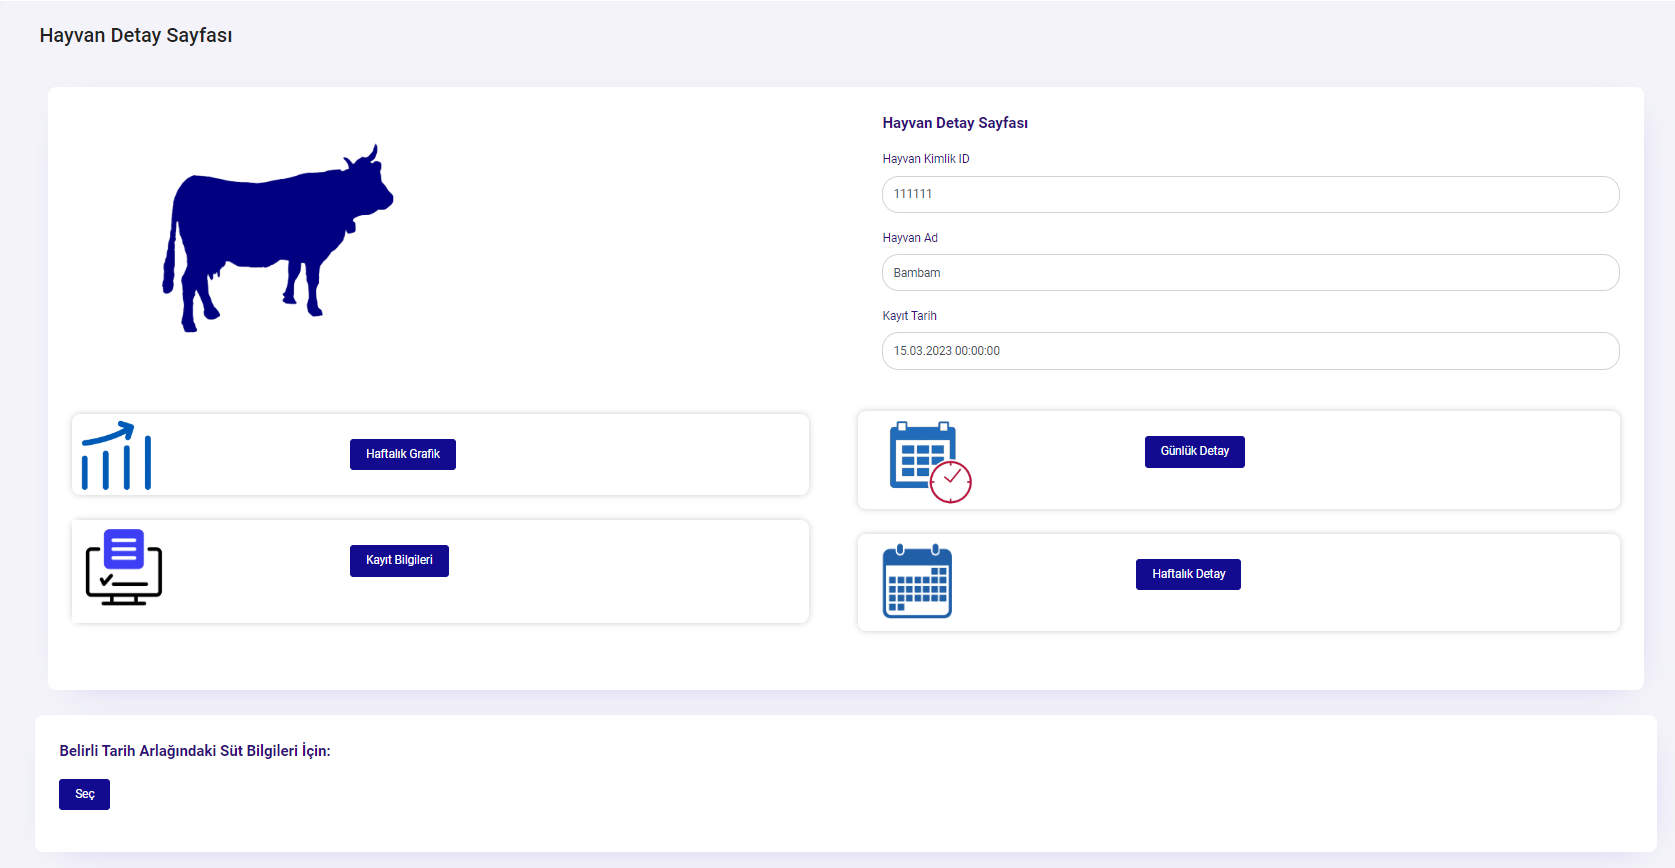 Hayvan Detay Sayfası
Hayvan Detay Sayfası
Hayvan Kimlik ID
111111
Hayvan Ad
Bambam
Kayıt Tarih
15.03.2023 00:00:00
Haftalık Grafik
Günlük Detay
Kayıt Bilgileri
Haftalık Detay
Belirli Tarih Arlağındaki Süt Bilgileri İçin:
Seç